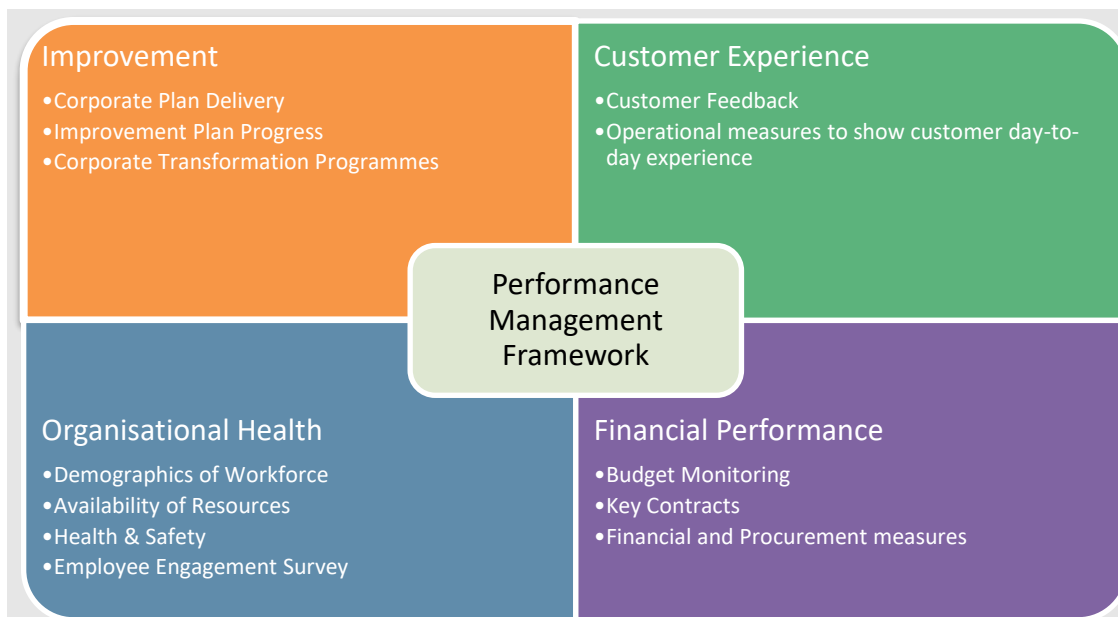 Improvement
•Corporate Plan Delivery
•Improvement Plan Progress
•Corporate Transformation Programmes
Customer Experience
•Customer Feedback
•Operational measures to show customer day-to-
day experience
Performance
Management
Framework
Organisational Health
•Demographics of Workforce
•Availability of Resources
•Health & Safety
•Employee Engagement Survey
Financial Performance
•Budget Monitoring
•Key Contracts
•Financial and Procurement measures